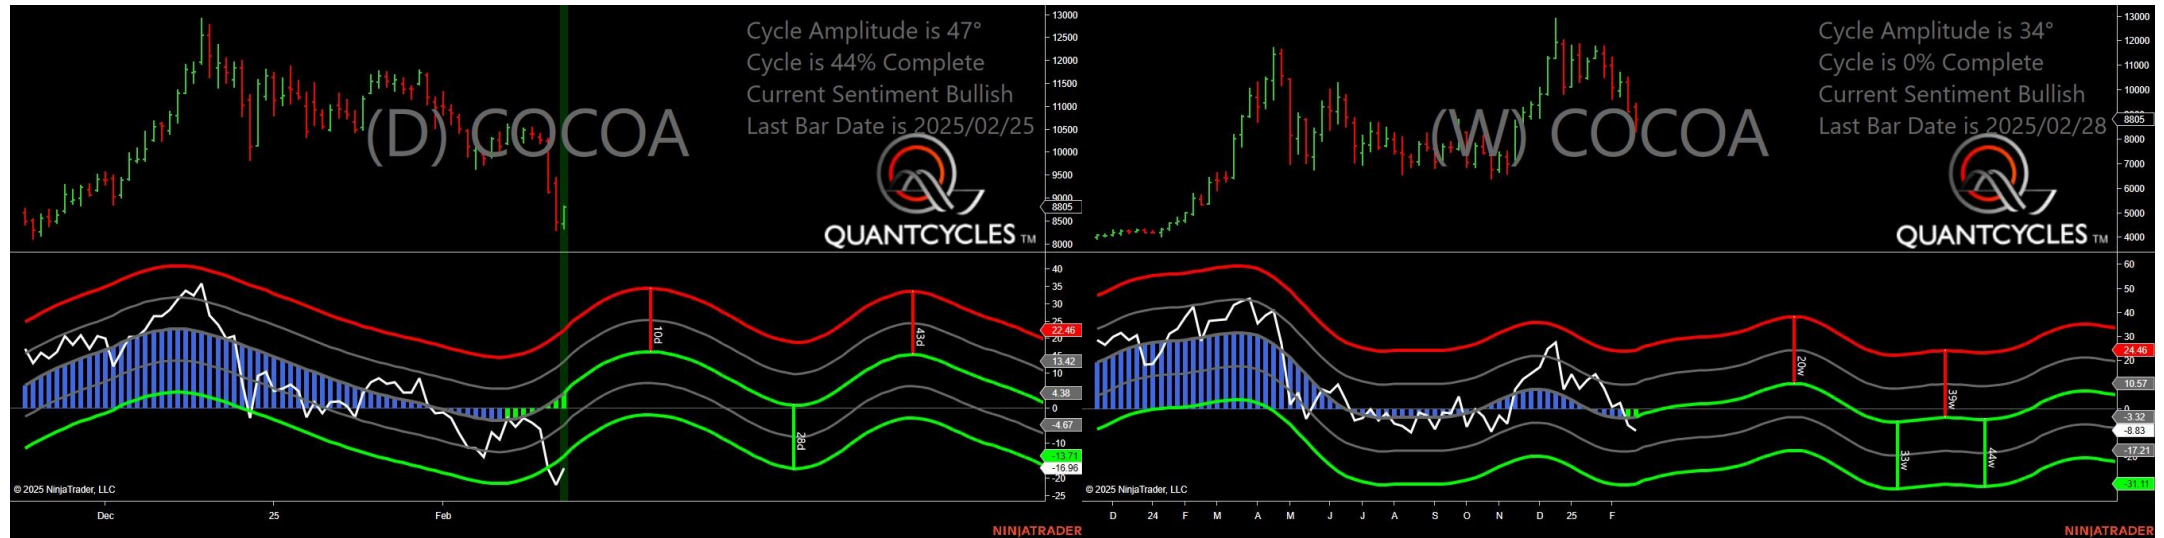 Cycle Amplitude is 47°
Cycle is 44% Complete
Current Sentiment Bullish
Last Bar Date is 2025/02/25
(D) COCOA
QUANTCYCLES TM
13000
12500
12000
11500
11000
10500
10000
9500
9000
8805
8500
8000
40
35
30
25
22.46
20
15
13.42
10
4.38
0
-4.67
-10
-13.71
-16.96
-20
-25
10d
28d
43d
© 2025 NinjaTrader, LLC
Dec
25
Feb
NINJATRADER
Cycle Amplitude is 34°
Cycle is 0% Complete
Current Sentiment Bullish
Last Bar Date is 2025/02/28
(W) COCOA
QUANTCYCLES TM
13000
12000
11000
10000
8805
8000
7000
6000
5000
4000
60
50
40
30
24.46
20
10.57
0
-3.32
-8.83
-17.21
-20
-31.11
20w
33w
39w
44w
© 2025 NinjaTrader, LLC
D 24 F M A M J J A S O N D 25 F
NINJATRADER